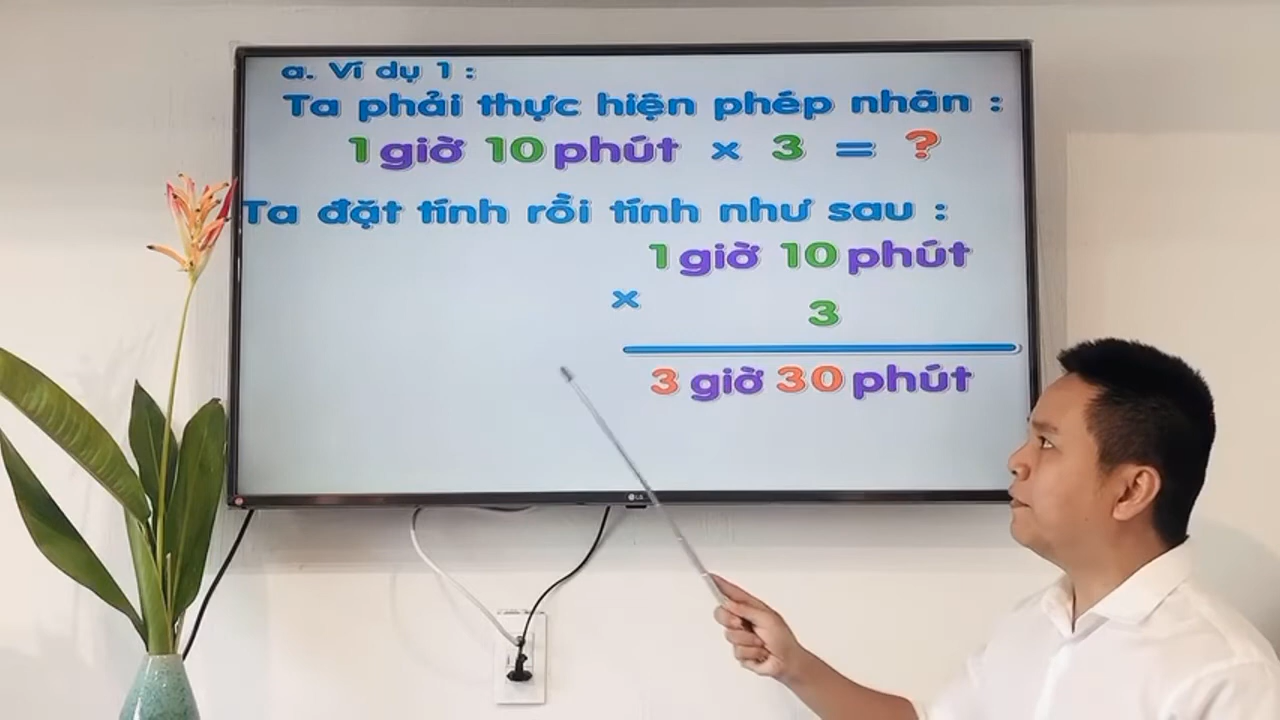 a. Ví dụ 1 :
Ta phải thực hiện phép nhân :
1 giờ 10 phút x 3 = ?
Ta đặt tính rồi tính như sau :
1 giờ 10 phút
x
3
3 giờ 30 phút
LG